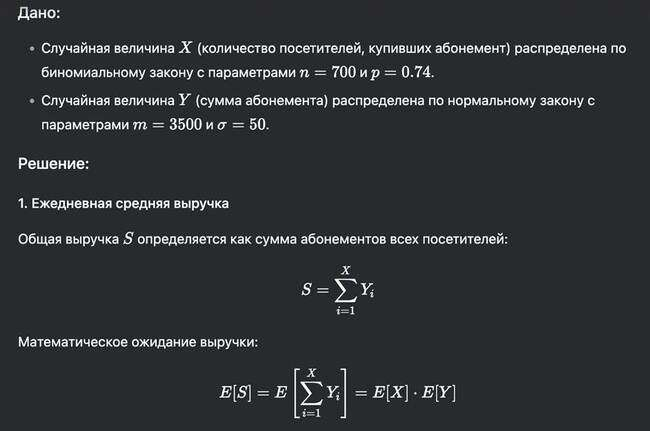 Дано:
• Случайная величина X (количество посетителей, купивших абонемент) распределена по
биномиальному закону с параметрами n = 700 и p = 0.74.
• Случайная величина Y (сумма абонемента) распределена по нормальному закону с
параметрами m = 3500 и σ = 50.
Решение:
1. Ежедневная средняя выручка
Общая выручка S определяется как сумма абонементов всех посетителей:
S = ∑_{i=1}^{X} Y_i
Математическое ожидание выручки:
E[S] = E [∑_{i=1}^{X} Y_i] = E[X] · E[Y]